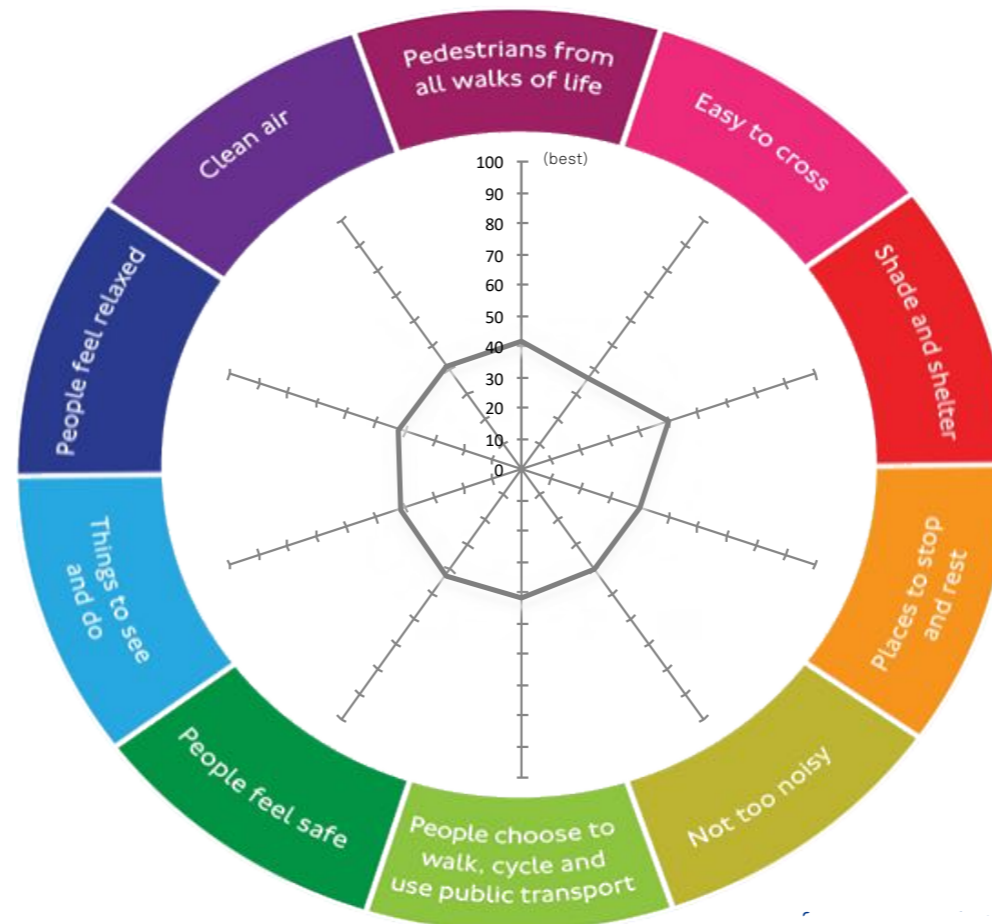 Pedestrians from
all walks of life
Easy to cross
Shade and shelter
Places to stop
and rest
Not too noisy
People choose to
walk, cycle and
use public transport
People feel safe
Things to see
and do
People feel relaxed
Clean air
100
(best)
90
80
70
60
50
40
30
20
10
0